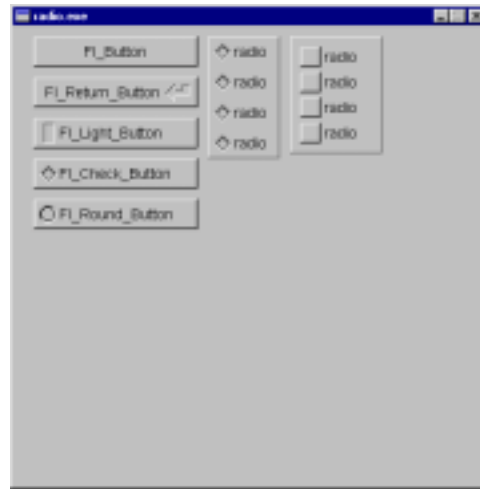 radio.exe
Fl_Button
Fl_Return_Button
Fl_Light_Button
Fl_Check_Button
Fl_Round_Button
radio
radio
radio
radio
radio
radio
radio
radio